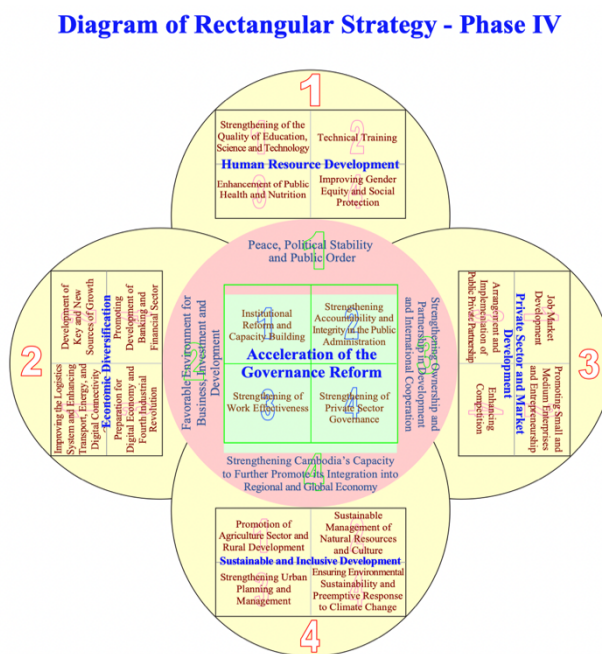 Diagram of Rectangular Strategy - Phase IV
1
Strengthening of the
Quality of Education,
Science and Technology
1
Technical Training
2
Human Resource Development
Enhancement of Public
Health and Nutrition
3
Improving Gender
Equity and Social
Protection
4
Peace, Political Stability
and Public Order
1
2
Development of
Key and New
Sources of Growth
Promoting
Development of
Banking and
Financial Sector
Economic Diversification
Improving the Logistics
System and Enhancing
Transport, Energy, and
Digital Connectivity
Preparation for
Digital Economy and
Fourth Industrial
Revolution
Favorable Environment for
Business, Investment and
Development
Institutional
Reform and
Capacity Building
1
Strengthening
Accountability and
Integrity in the Public
Administration
2
Acceleration of the
Governance Reform
Strengthening of
Work Effectiveness
3
Strengthening of
Private Sector
Governance
4
Strengthening Ownership and
Partnership in Development
and International Cooperation
3
Job Market
Development
Arrangement and
Implementation of
Public Private Partnership
Private Sector and Market
Development
Promoting Small and
Medium Enterprises
and Entrepreneurship
Enhancing
Competition
Strengthening Cambodia's Capacity
to Further Promote its Integration into
Regional and Global Economy
4
Promotion of
Agriculture Sector and
Rural Development
Sustainable
Management of
Natural Resources
and Culture
Sustainable and Inclusive Development
Strengthening Urban
Planning and
Management
Ensuring Environmental
Sustainability and
Preemptive Response
to Climate Change
4